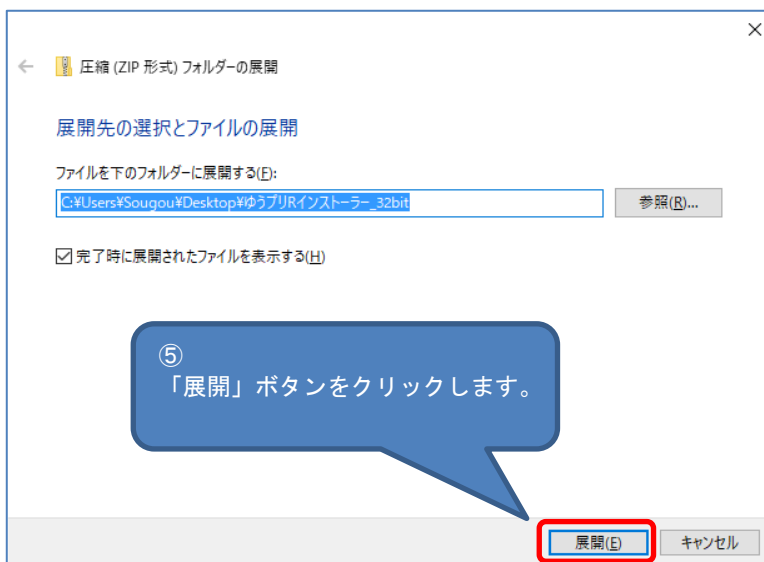 圧縮 (ZIP 形式) フォルダーの展開
展開先の選択とファイルの展開
ファイルを下のフォルダーに展開する(F):
C:¥Users¥Sougou¥Desktop¥ゆうプリRインストーラー_32bit
参照(R)...
完了時に展開されたファイルを表示する(H)
⑤
「展開」ボタンをクリックします。
展開(E)
キャンセル